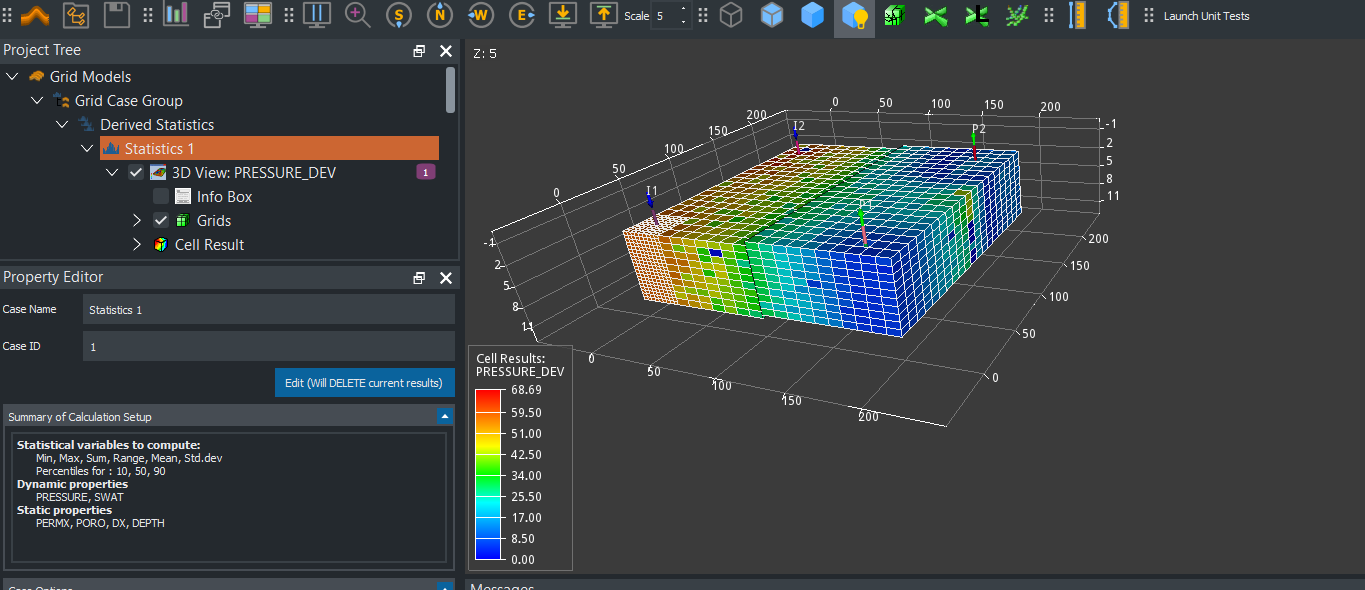 S N W E Scale 5 Launch Unit Tests
Project Tree
Grid Models
Grid Case Group
Derived Statistics
Statistics 1
3D View: PRESSURE_DEV 1
Info Box
Grids
Cell Result
Property Editor
Case Name Statistics 1
Case ID 1
Edit (Will DELETE current results)
Summary of Calculation Setup
Statistical variables to compute:
Min, Max, Sum, Range, Mean, Std.dev
Percentiles for : 10, 50, 90
Dynamic properties
PRESSURE, SWAT
Static properties
PERMX, PORO, DX, DEPTH
Case Options
Z: 5
0 50 100 150 200
-1
2
5
8
11
200
150
100
50
0
I2
P2
I1
P1
0
50
100
150
200
-1
2
5
8
11
0
50
100
150
200
Cell Results:
PRESSURE_DEV
68.69
59.50
51.00
42.50
34.00
25.50
17.00
8.50
0.00
Messages